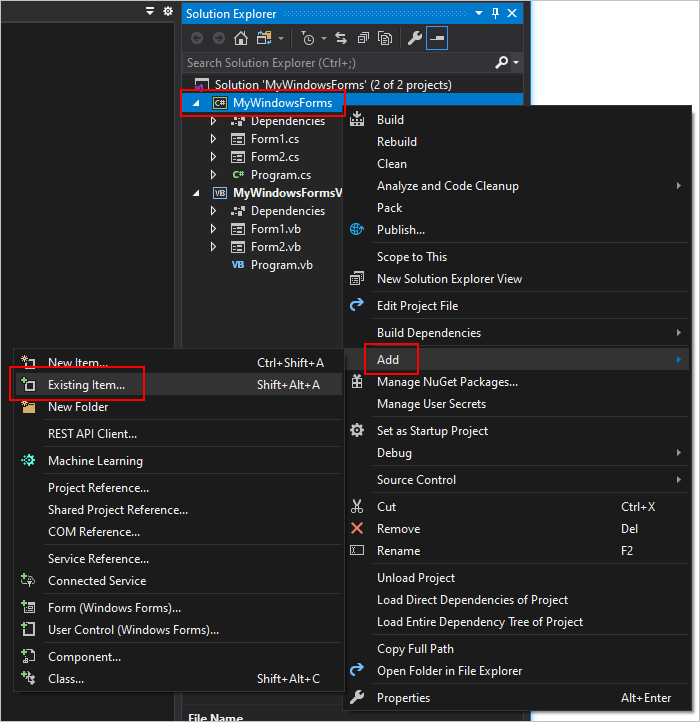 Solution Explorer
Search Solution Explorer (Ctrl+;)
Solution 'MyWindowsForms' (2 of 2 projects)
C# MyWindowsForms
Dependencies
Form1.cs
Form2.cs
C# Program.cs
VB MyWindowsFormsV
Dependencies
Form1.vb
Form2.vb
VB Program.vb
Build
Rebuild
Clean
Analyze and Code Cleanup
Pack
Publish...
Scope to This
New Solution Explorer View
Edit Project File
Build Dependencies
Add
Manage NuGet Packages...
Manage User Secrets
Set as Startup Project
Debug
Source Control
Cut Ctrl+X
Remove Del
Rename F2
Unload Project
Load Direct Dependencies of Project
Load Entire Dependency Tree of Project
Copy Full Path
Open Folder in File Explorer
Properties Alt+Enter
New Item... Ctrl+Shift+A
Existing Item... Shift+Alt+A
New Folder
REST API Client...
Machine Learning
Project Reference...
Shared Project Reference...
COM Reference...
Service Reference...
Connected Service
Form (Windows Forms)...
User Control (Windows Forms)...
Component...
Class... Shift+Alt+C
File Name